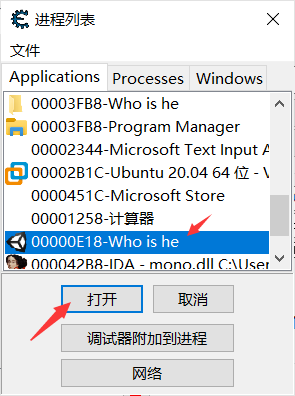 进程列表
文件
Applications Processes Windows
00003FB8-Who is he
00003FB8-Program Manager
00002344-Microsoft Text Input A
00002B1C-Ubuntu 20.04 64 位 - V
0000451C-Microsoft Store
00001258-计算器
00000E18-Who is he
000042B8-IDA - mono.dll C:\User
打开 取消
调试器附加到进程
网络